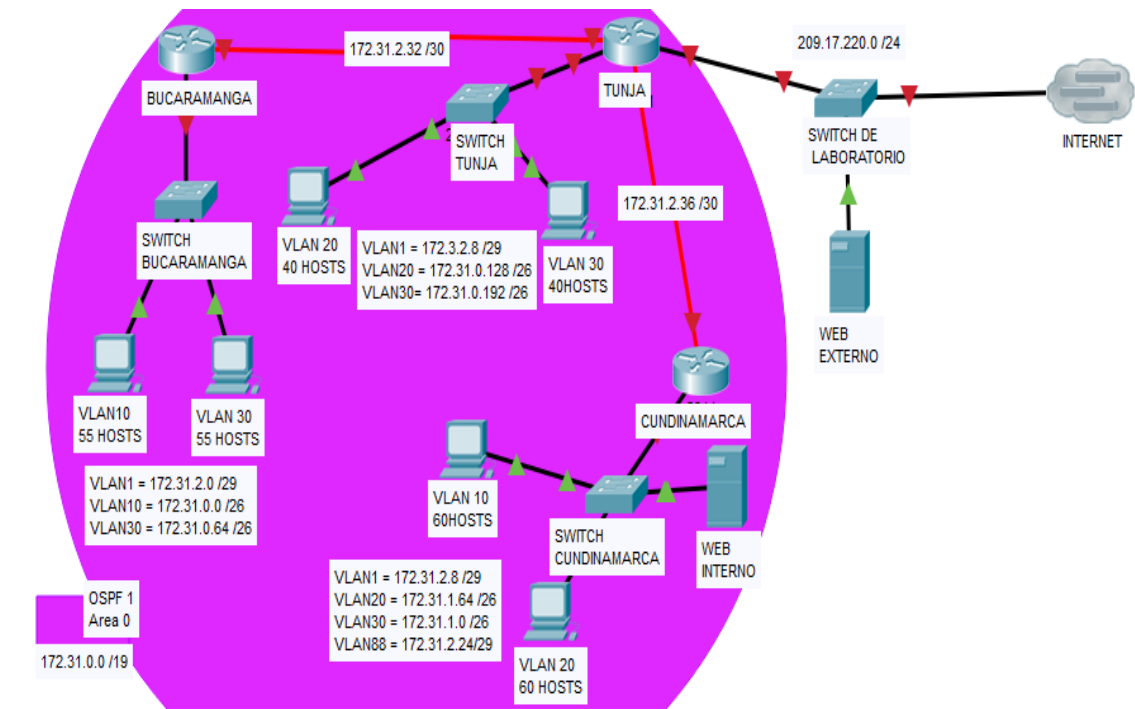 172.31.2.32 /30
209.17.220.0 /24
BUCARAMANGA
TUNJA
INTERNET
SWITCH
TUNJA
SWITCH DE
LABORATORIO
172.31.2.36 /30
SWITCH
BUCARAMANGA
VLAN 20
40 HOSTS
VLAN1 = 172.3.2.8 /29
VLAN20 = 172.31.0.128 /26
VLAN30= 172.31.0.192 /26
VLAN 30
40HOSTS
WEB
EXTERNO
VLAN10
55 HOSTS
VLAN 30
55 HOSTS
CUNDINAMARCA
VLAN1 = 172.31.2.0 /29
VLAN10 = 172.31.0.0 /26
VLAN30 = 172.31.0.64 /26
VLAN 10
60HOSTS
SWITCH
CUNDINAMARCA
WEB
INTERNO
VLAN1 = 172.31.2.8 /29
VLAN20 = 172.31.1.64 /26
VLAN30 = 172.31.1.0 /26
VLAN88 = 172.31.2.24/29
OSPF 1
Area 0
172.31.0.0 /19
VLAN 20
60 HOSTS